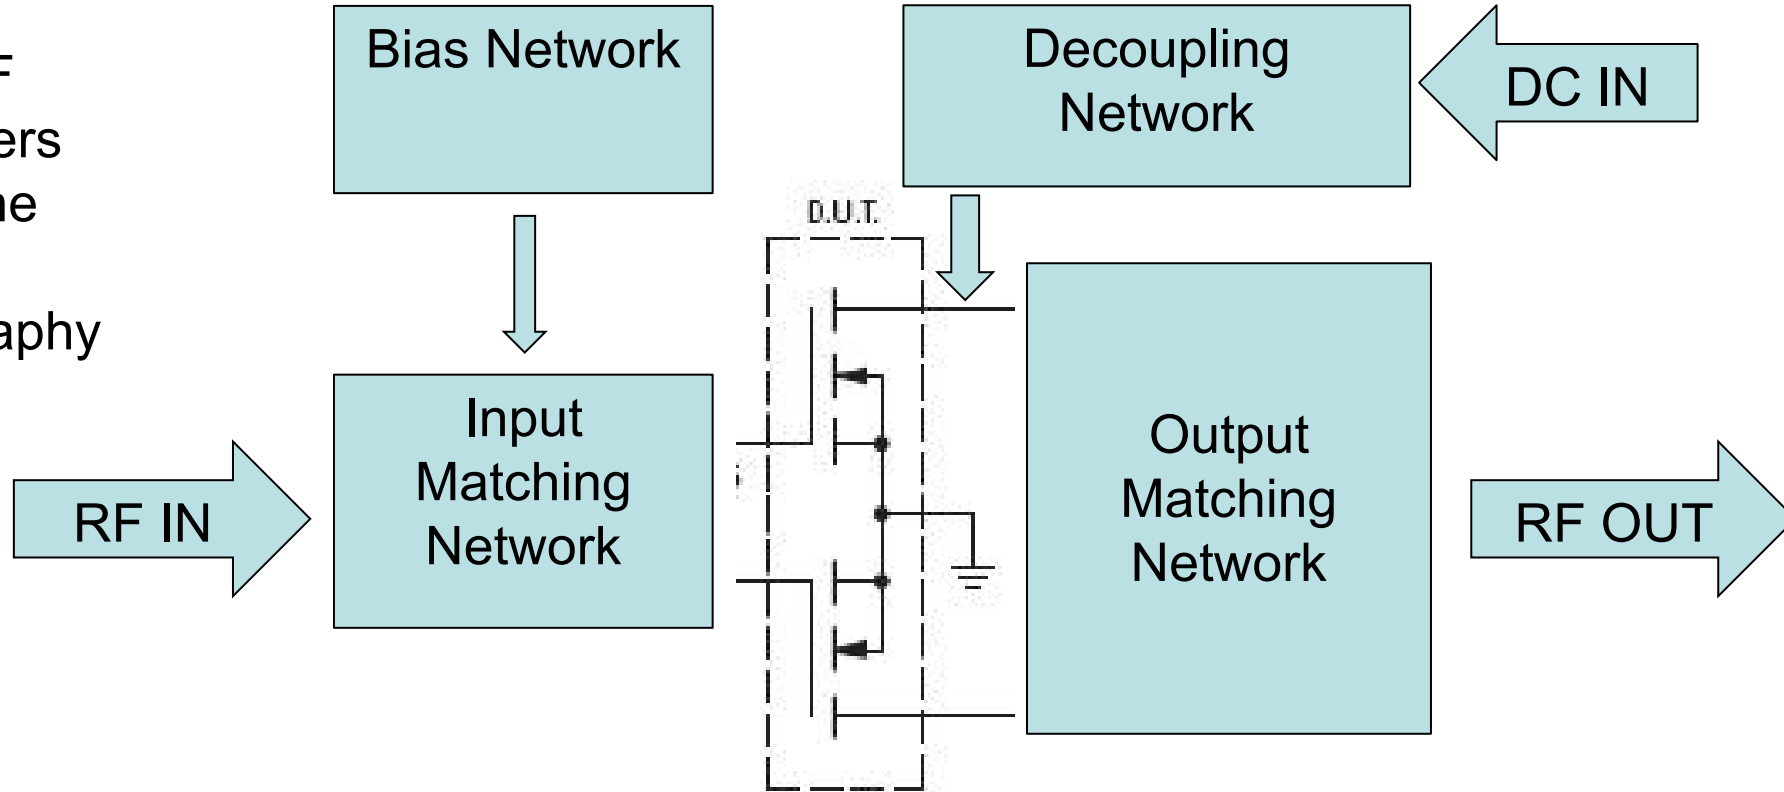 F
ers
ne
aphy
Bias Network
Decoupling
Network
DC IN
D.U.T.
Input
Matching
Network
Output
Matching
Network
RF IN
RF OUT